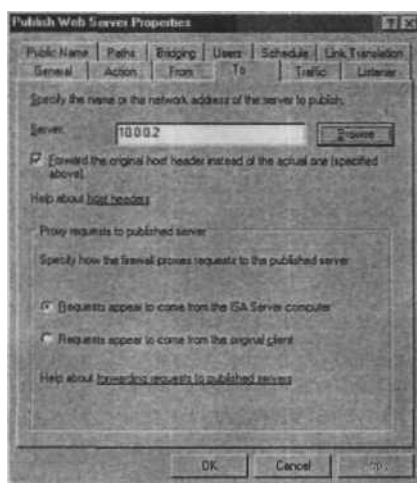 Publish Web Server Properties
Public Name Paths Bridging Users Schedule Link Translation
General Action From To Traffic Listener
Specify the name or the network address of the server to publish.
Server: 10.0.0.2 Browse
Forward the original host header instead of the actual one (specified
above)
Help about host headers
Proxy requests to published server
Specify how the firewall proxies requests to the published server
Requests appear to come from the ISA Server computer
Requests appear to come from the original client
Help about forwarding requests to published servers
OK Cancel Apply